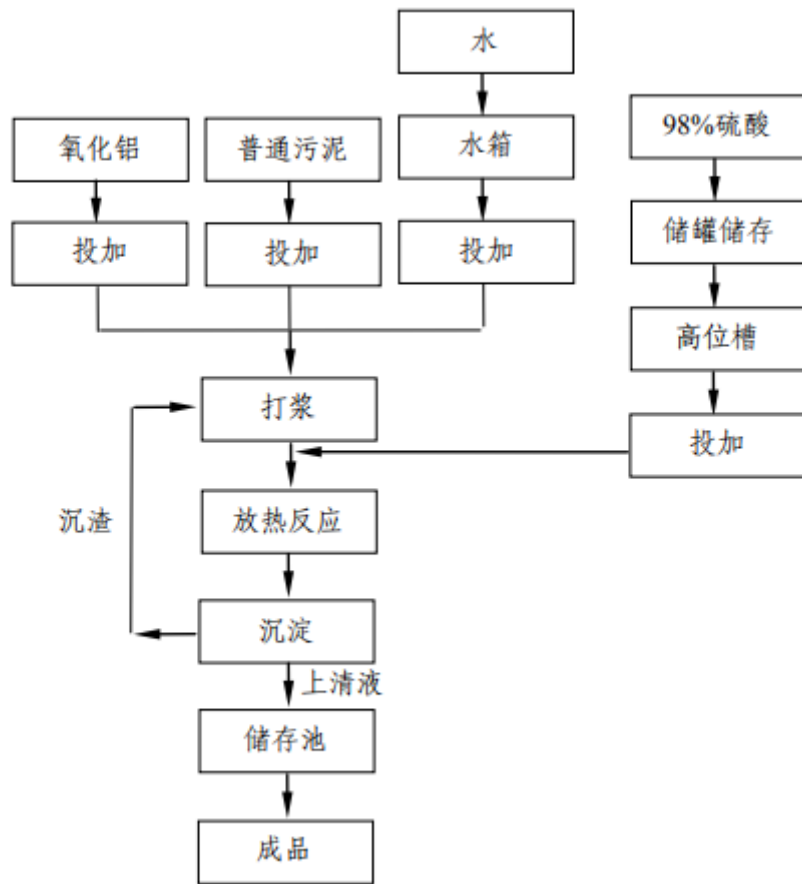 水
98%硫酸
氧化铝
普通污泥
水箱
储罐储存
投加
投加
投加
高位槽
打浆
投加
沉渣
放热反应
沉淀
上清液
储存池
成品